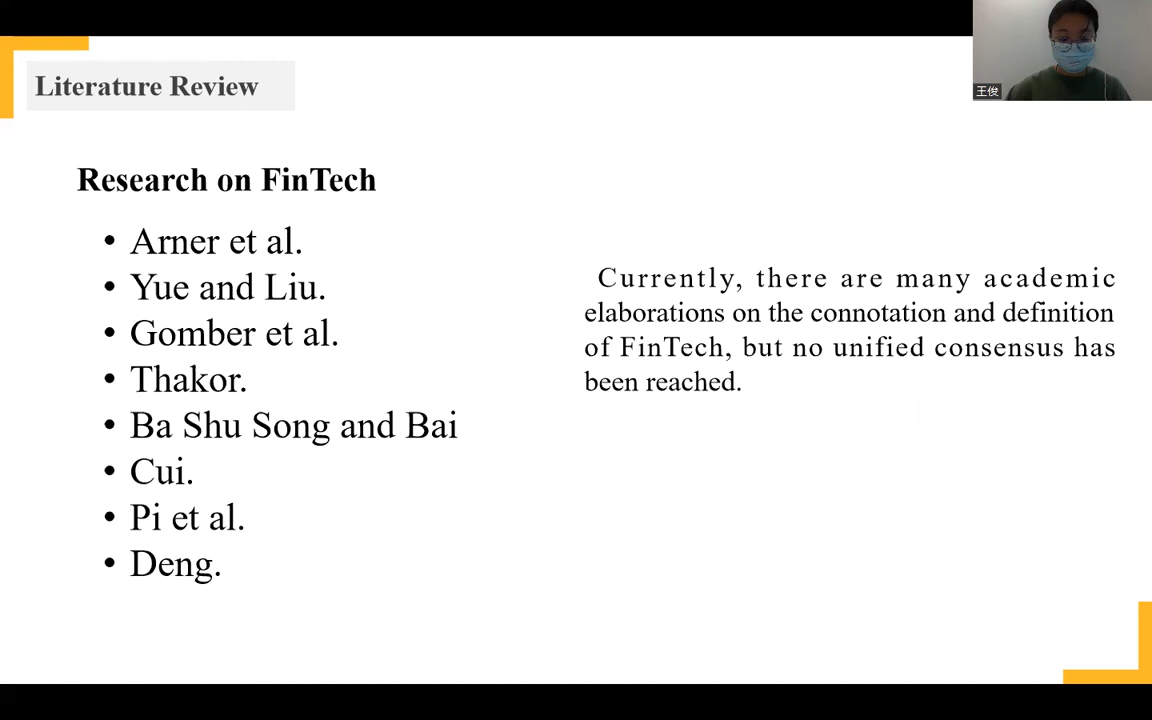 Literature Review
王俊
Research on FinTech
• Arner et al.
• Yue and Liu.
• Gomber et al.
• Thakor.
• Ba Shu Song and Bai
• Cui.
• Pi et al.
• Deng.
Currently, there are many academic
elaborations on the connotation and definition
of FinTech, but no unified consensus has
been reached.